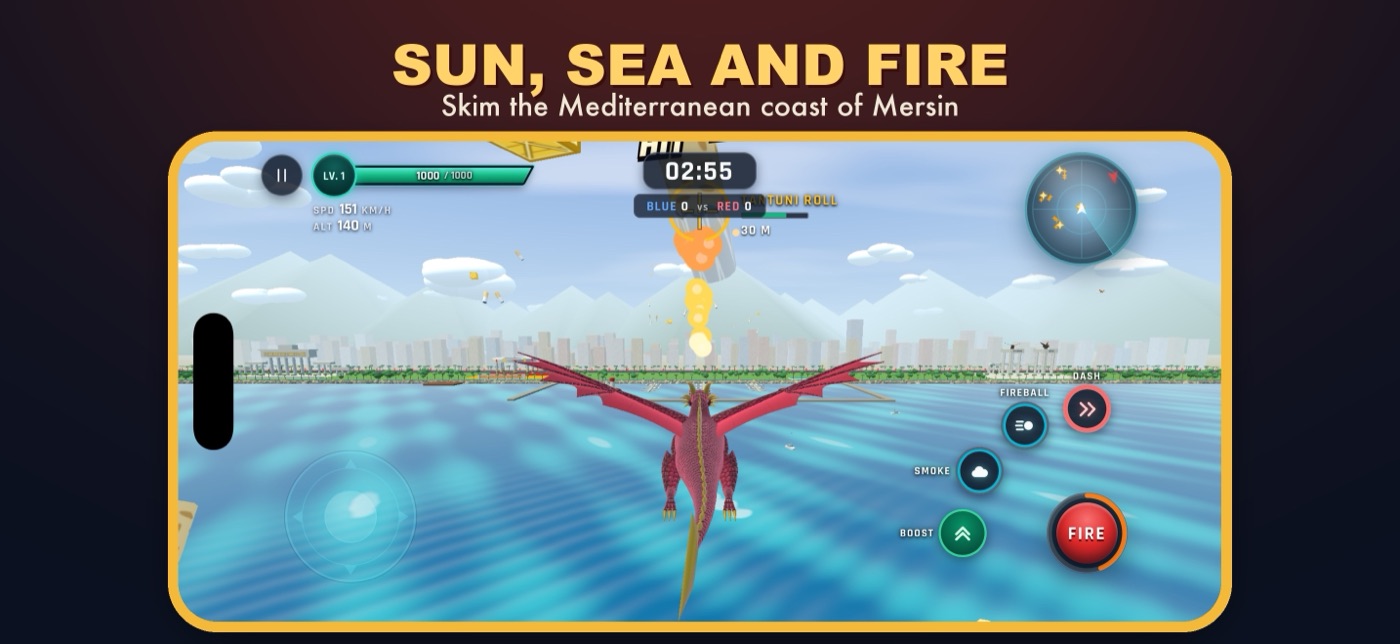 SUN, SEA AND FIRE
Skim the Mediterranean coast of Mersin
LV. 1
1000 / 1000
SPD 151 KM/H
ALT 140 M
02:55
BLUE 0 VS RED 0
ROLL
30 M
DASH
FIREBALL
SMOKE
BOOST
FIRE